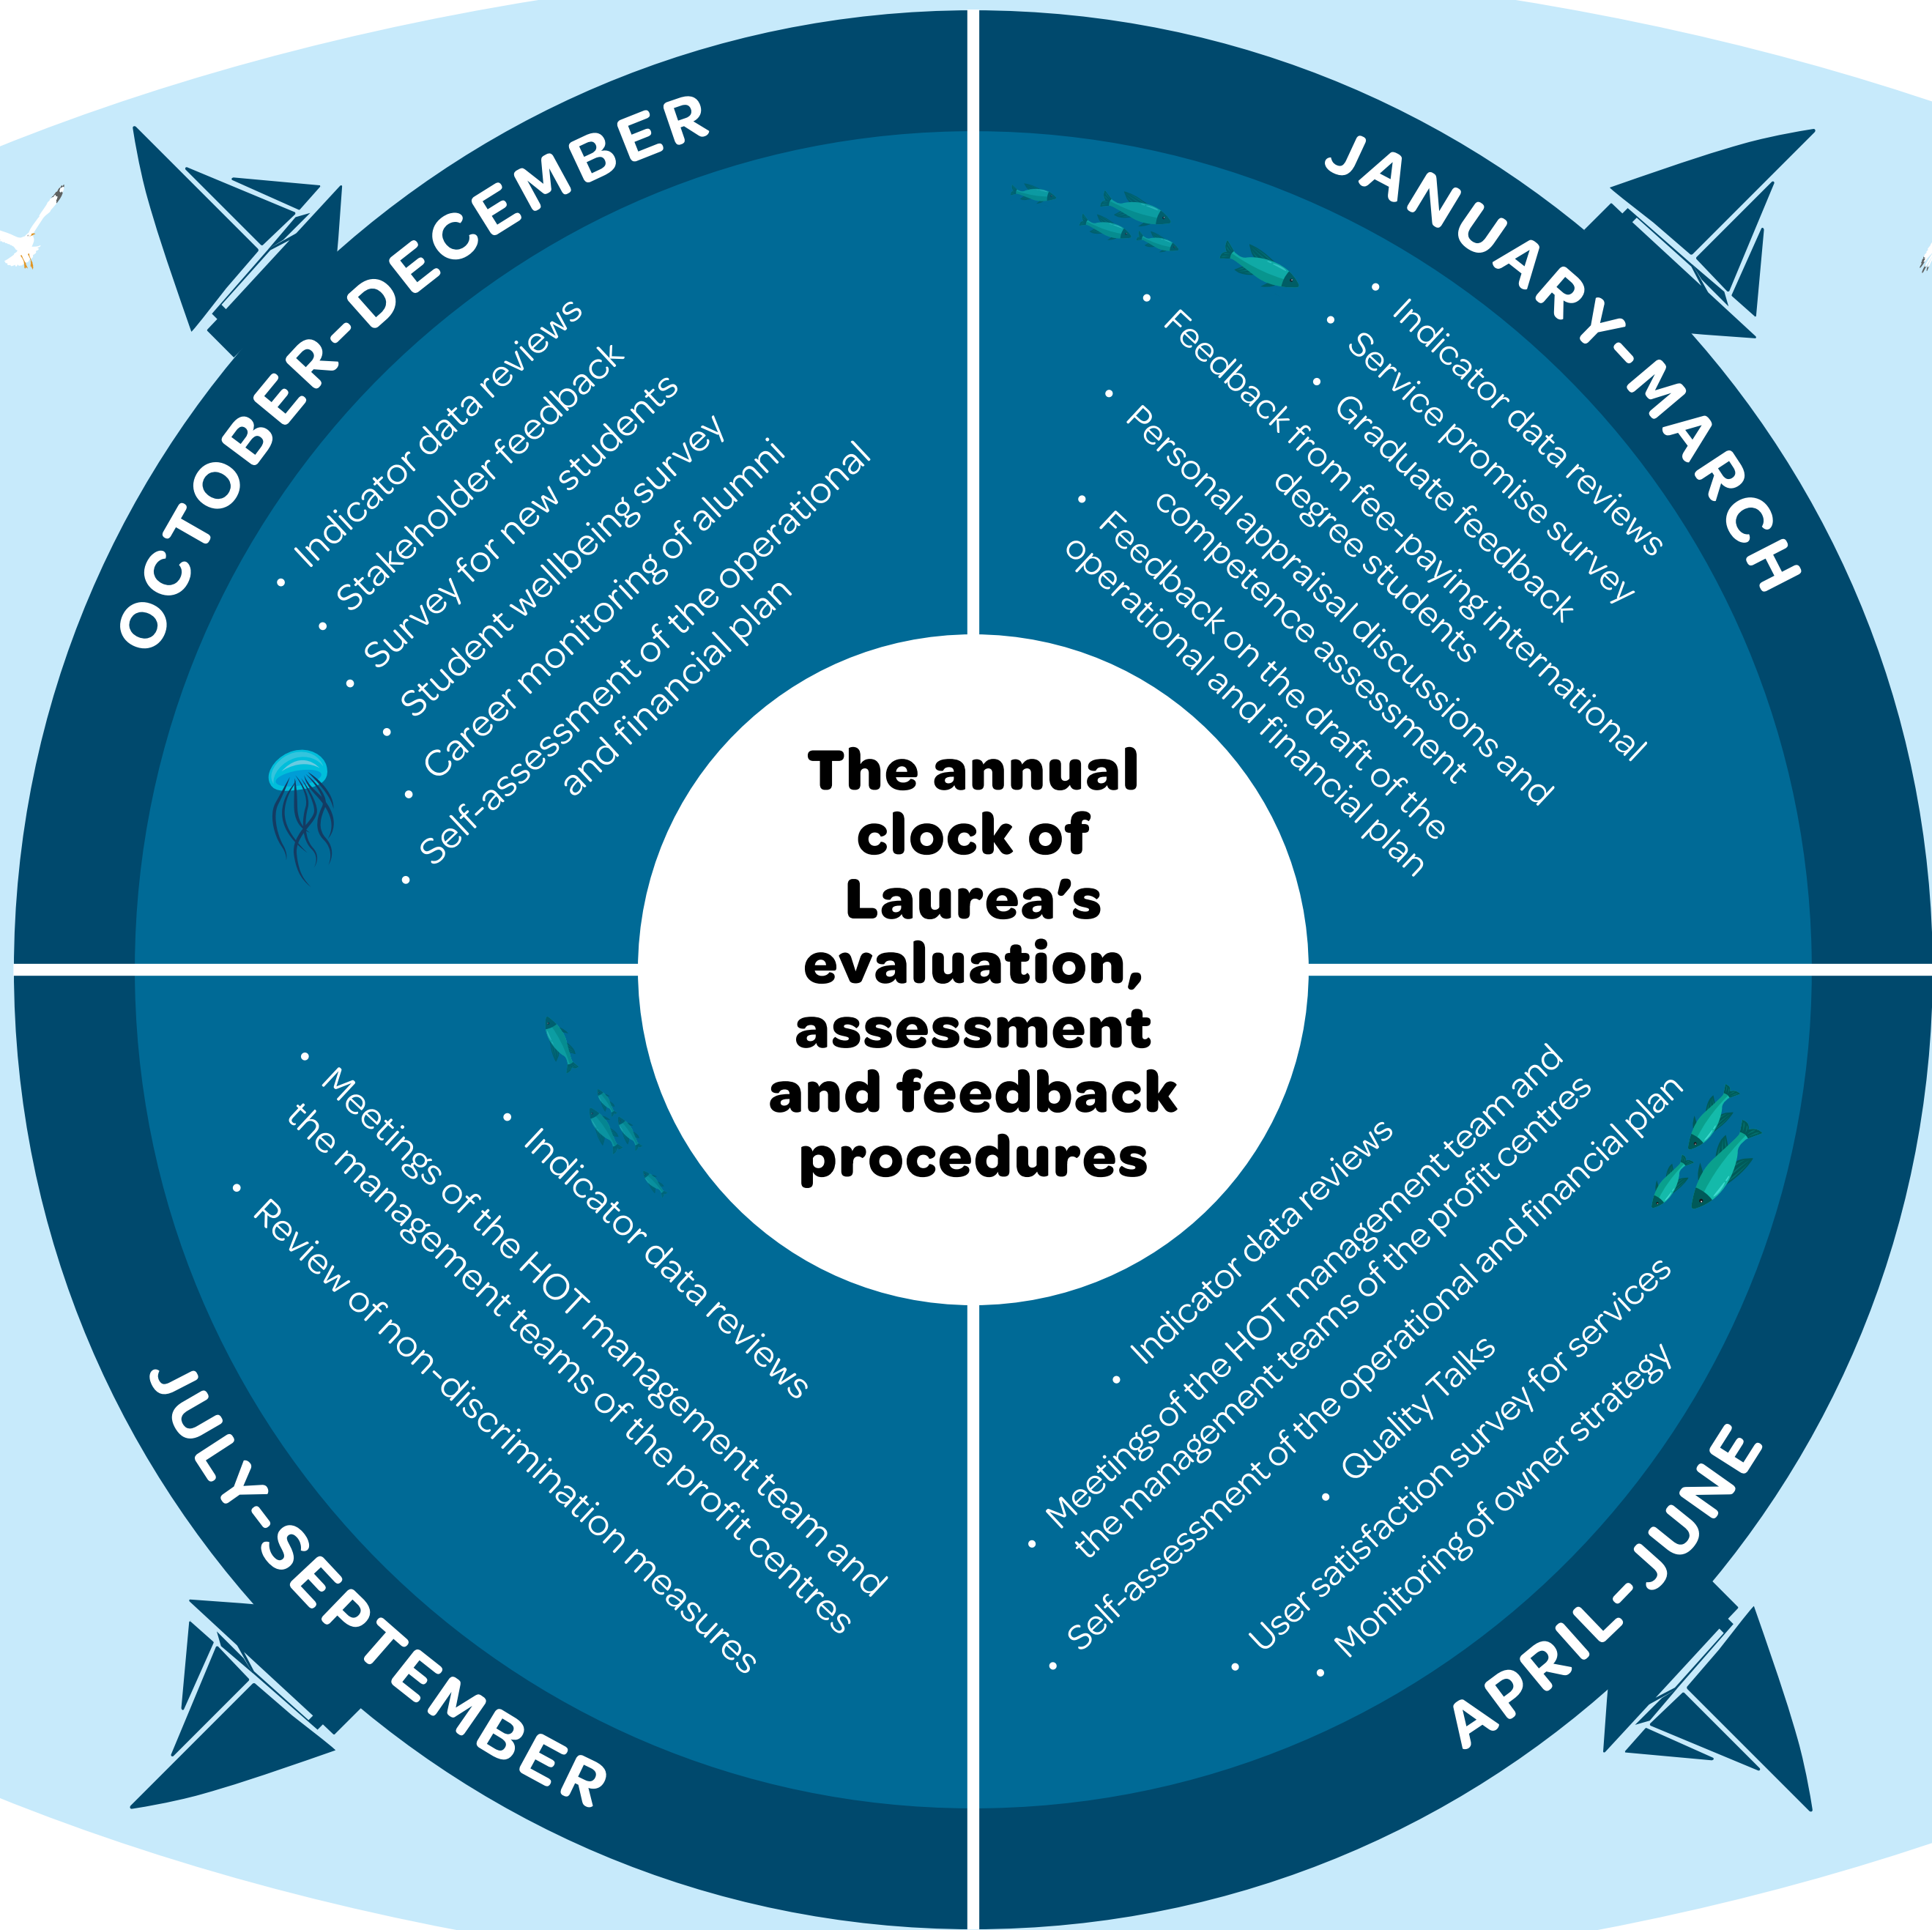 The annual
clock of
Laurea’s
evaluation,
assessment
and feedback
procedures
JANUARY-MARCH
• Indicator data reviews
• Service promise survey
• Graduate feedback
• Feedback from fee-paying international
degree students
• Personal appraisal discussions and
competence assessment
• Feedback on the draft of the
operational and financial plan
APRIL-JUNE
• Indicator data reviews
• Meetings of the HOT management team and
the management teams of the profit centres
• Self-assessment of the operational and financial plan
• Quality Talks
• User satisfaction survey for services
• Monitoring of owner strategy
JULY-SEPTEMBER
• Indicator data reviews
• Meetings of the HOT management team and
the management teams of the profit centres
• Review of non-discrimination measures
OCTOBER-DECEMBER
• Indicator data reviews
• Stakeholder feedback
• Survey for new students
• Student wellbeing survey
• Career monitoring of alumni
• Self-assessment of the operational
and financial plan